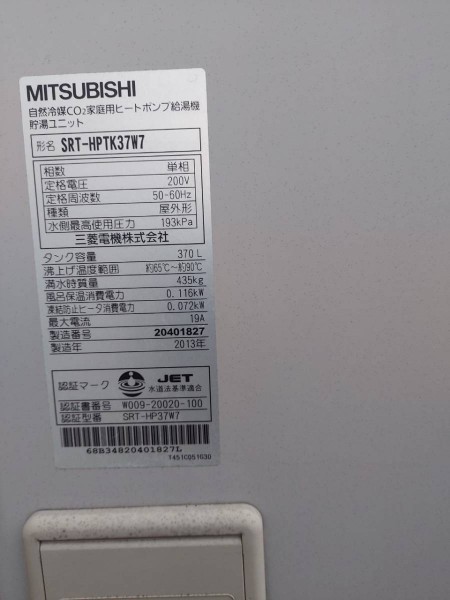 MITSUBISHI
自然冷媒CO₂家庭用ヒートポンプ給湯機
貯湯ユニット
形名 SRT-HPTK37W7
相数 単相
定格電圧 200V
定格周波数 50-60Hz
種類 屋外形
水側最高使用圧力 193kPa
三菱電機株式会社
タンク容量 370L
沸上げ温度範囲 約65℃~約90℃
満水時質量 435kg
風呂保温消費電力 0.116kW
凍結防止ヒータ消費電力 0.072kW
最大電流 19A
製造番号 20401827
製造年 2013年
認証マーク JET
水道法基準適合
認証書番号 W009-20020-100
認証型番 SRT-HP37W7
68B34820401827L
T451C051G30